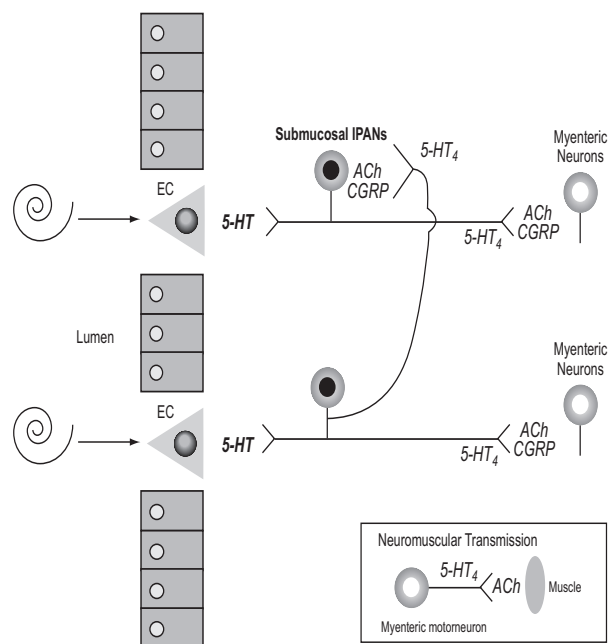 Submucosal IPANs
5-HT₄
Myenteric
Neurons
ACh
CGRP
EC
5-HT
5-HT₄
ACh
CGRP
Lumen
Myenteric
Neurons
EC
5-HT
5-HT₄
ACh
CGRP
Neuromuscular Transmission
5-HT₄
ACh
Muscle
Myenteric motorneuron